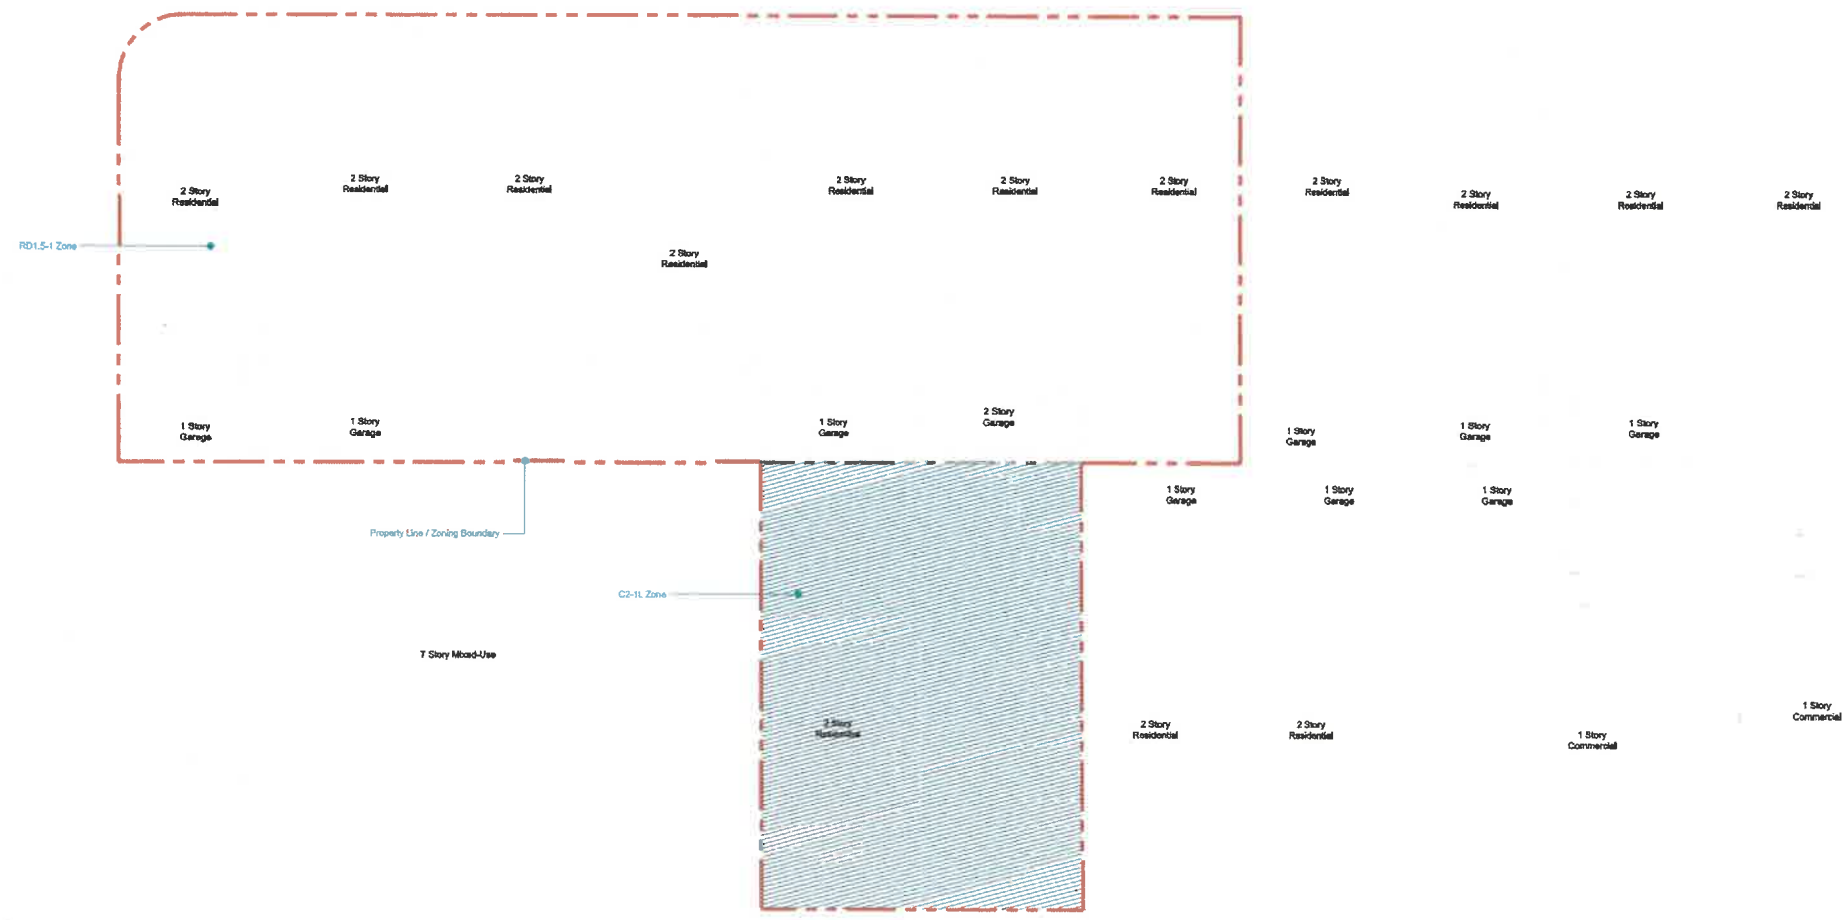 2 Story
Residential
2 Story
Residential
2 Story
Residential
2 Story
Residential
2 Story
Residential
2 Story
Residential
2 Story
Residential
2 Story
Residential
2 Story
Residential
2 Story
Residential
RD1.5-1 Zone
2 Story
Residential
1 Story
Garage
1 Story
Garage
1 Story
Garage
2 Story
Garage
1 Story
Garage
1 Story
Garage
1 Story
Garage
1 Story
Garage
1 Story
Garage
1 Story
Garage
Property Line / Zoning Boundary
C2-1L Zone
7 Story Mixed-Use
2 Story
Residential
2 Story
Residential
2 Story
Residential
1 Story
Commercial
1 Story
Commercial